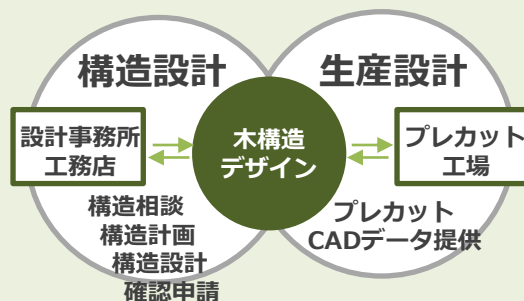 構造設計
生産設計
設計事務所
工務店
木構造
デザイン
プレカット
工場
構造相談
構造計画
構造設計
確認申請
プレカット
CADデータ提供